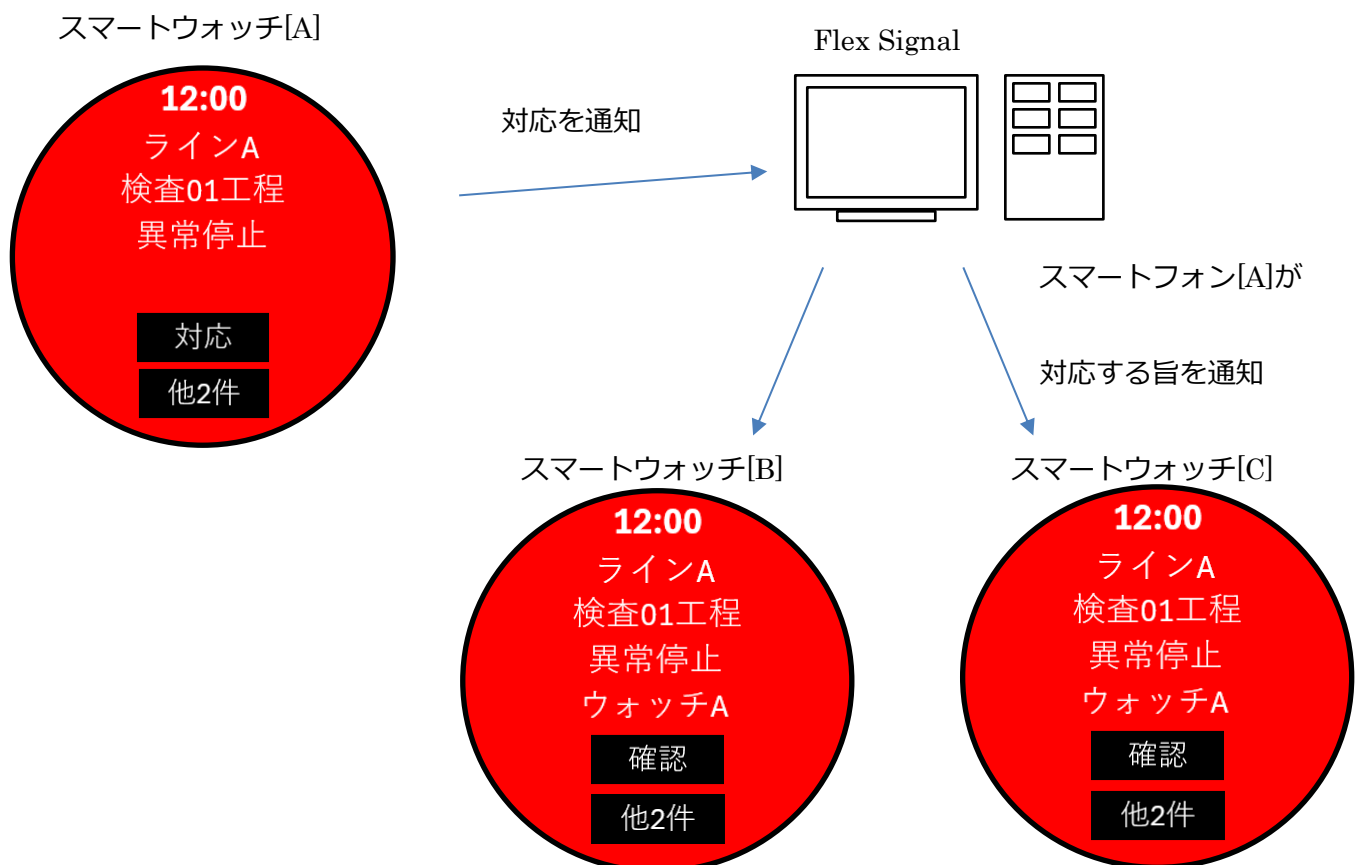 スマートウォッチ[A]
12:00
ラインA
検査01工程
異常停止
対応
他2件
対応を通知
Flex Signal
スマートフォン[A]が
対応する旨を通知
スマートウォッチ[B]
12:00
ラインA
検査01工程
異常停止
ウォッチA
確認
他2件
スマートウォッチ[C]
12:00
ラインA
検査01工程
異常停止
ウォッチA
確認
他2件